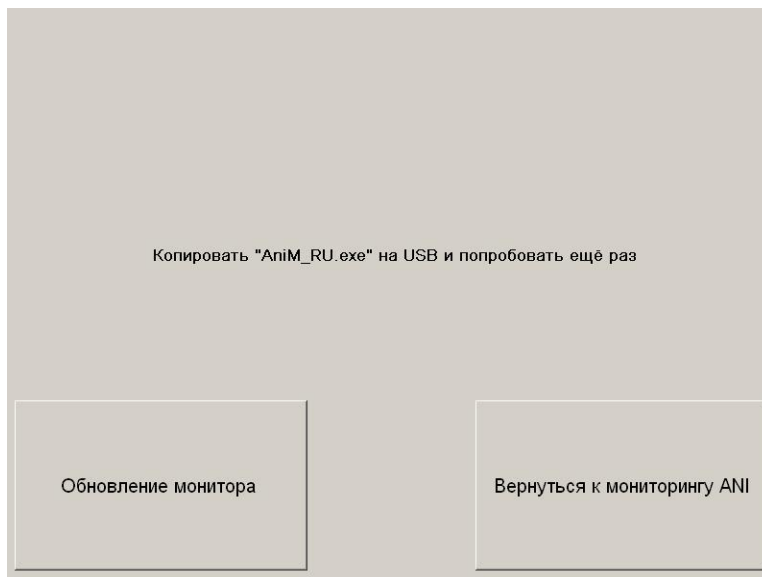 Копировать "AniM_RU.exe" на USB и попробовать ещё раз
Обновление монитора
Вернуться к мониторингу ANI